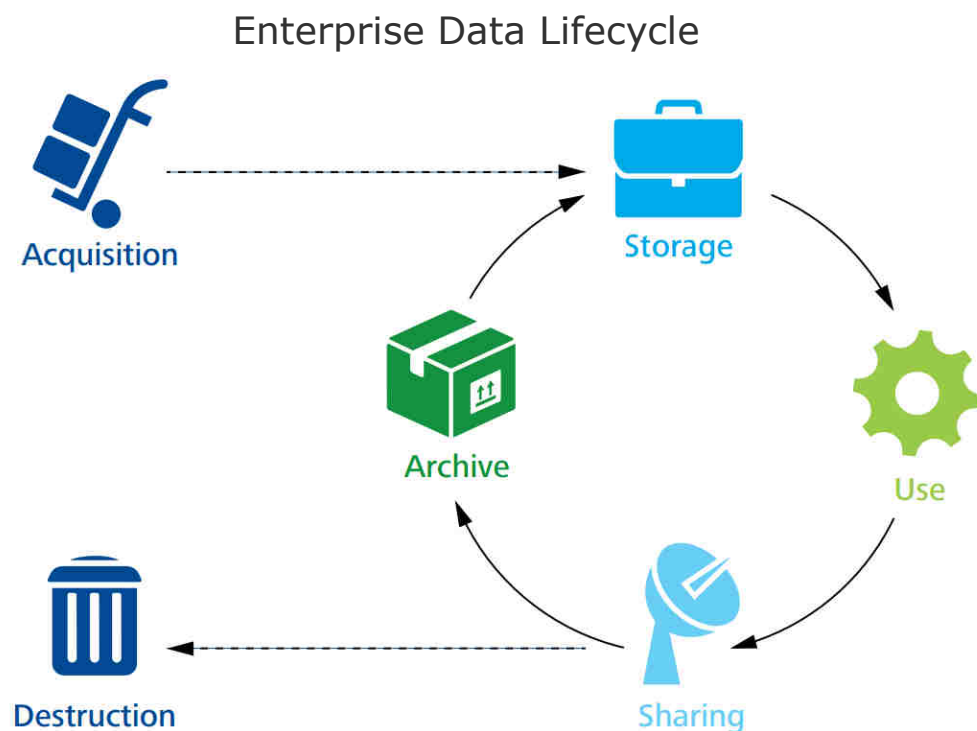 Enterprise Data Lifecycle
Acquisition
Storage
Archive
Use
Destruction
Sharing